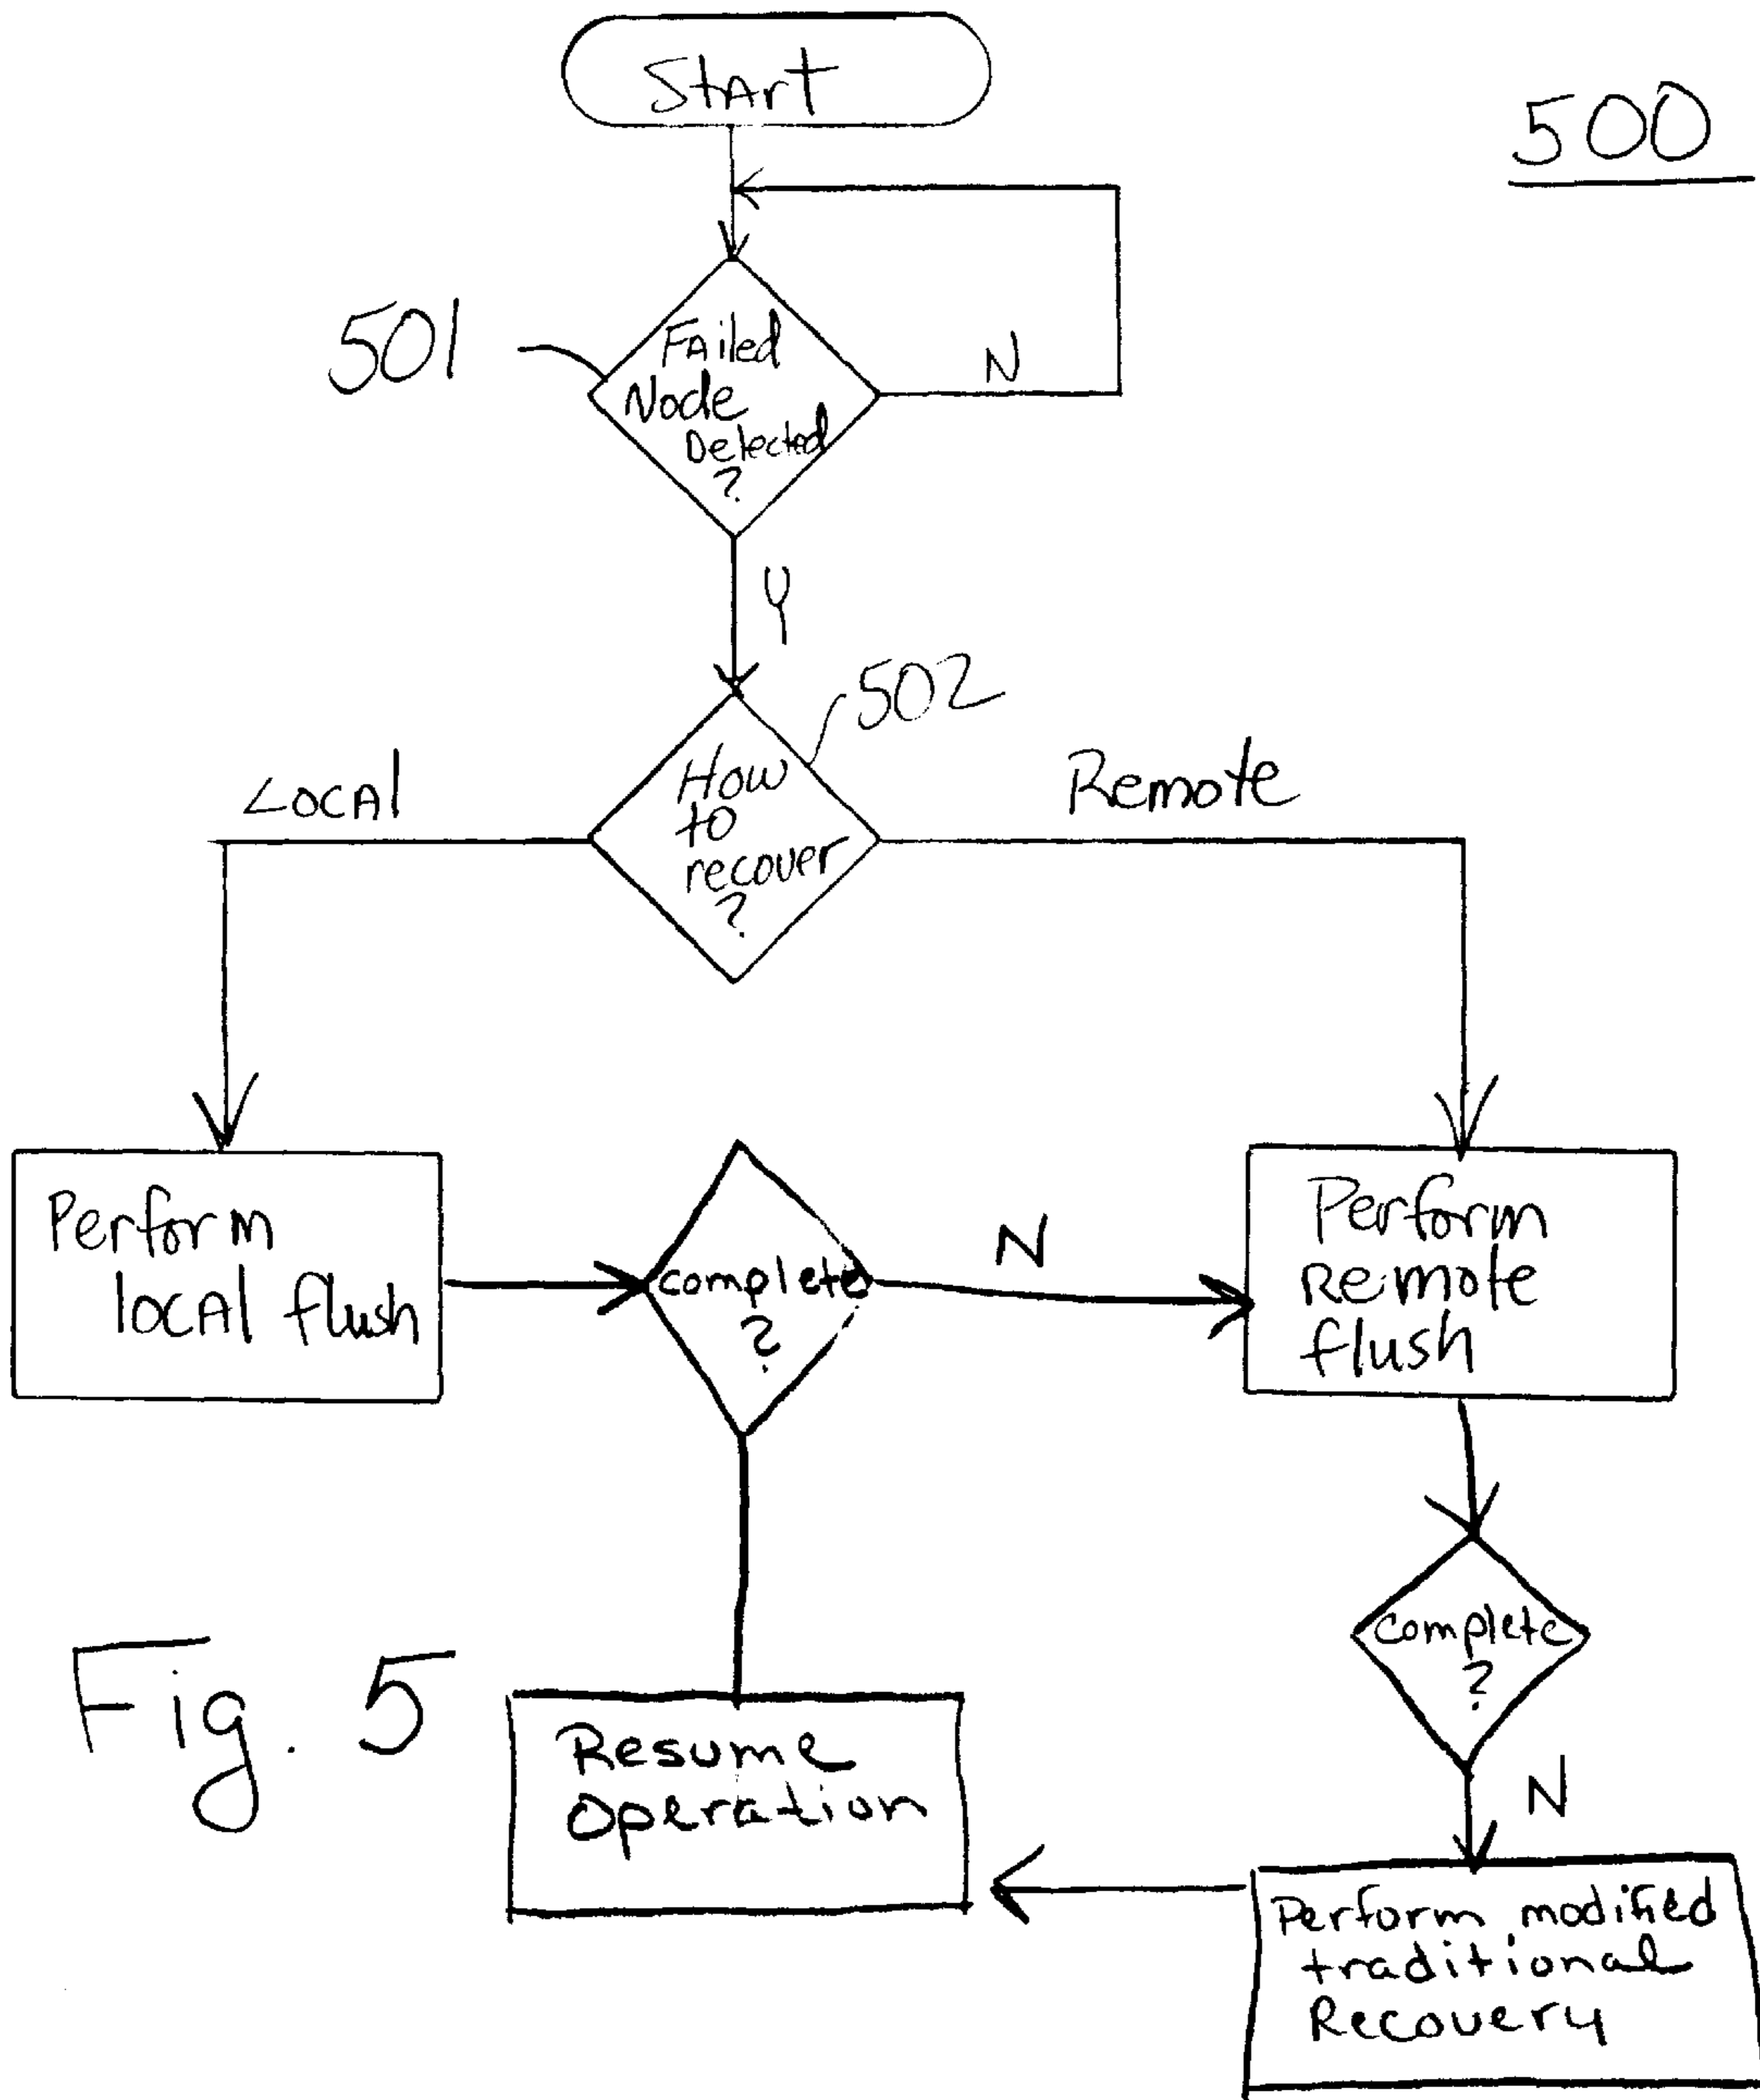 Start
500
501
Failed
Node
Detected
?
N
Y
502
How
to
recover
?
Local
Remote
Perform
local flush
complete
?
N
Perform
Remote
flush
complete
?
N
Fig. 5
Resume
Operation
Perform modified
traditional
Recovery